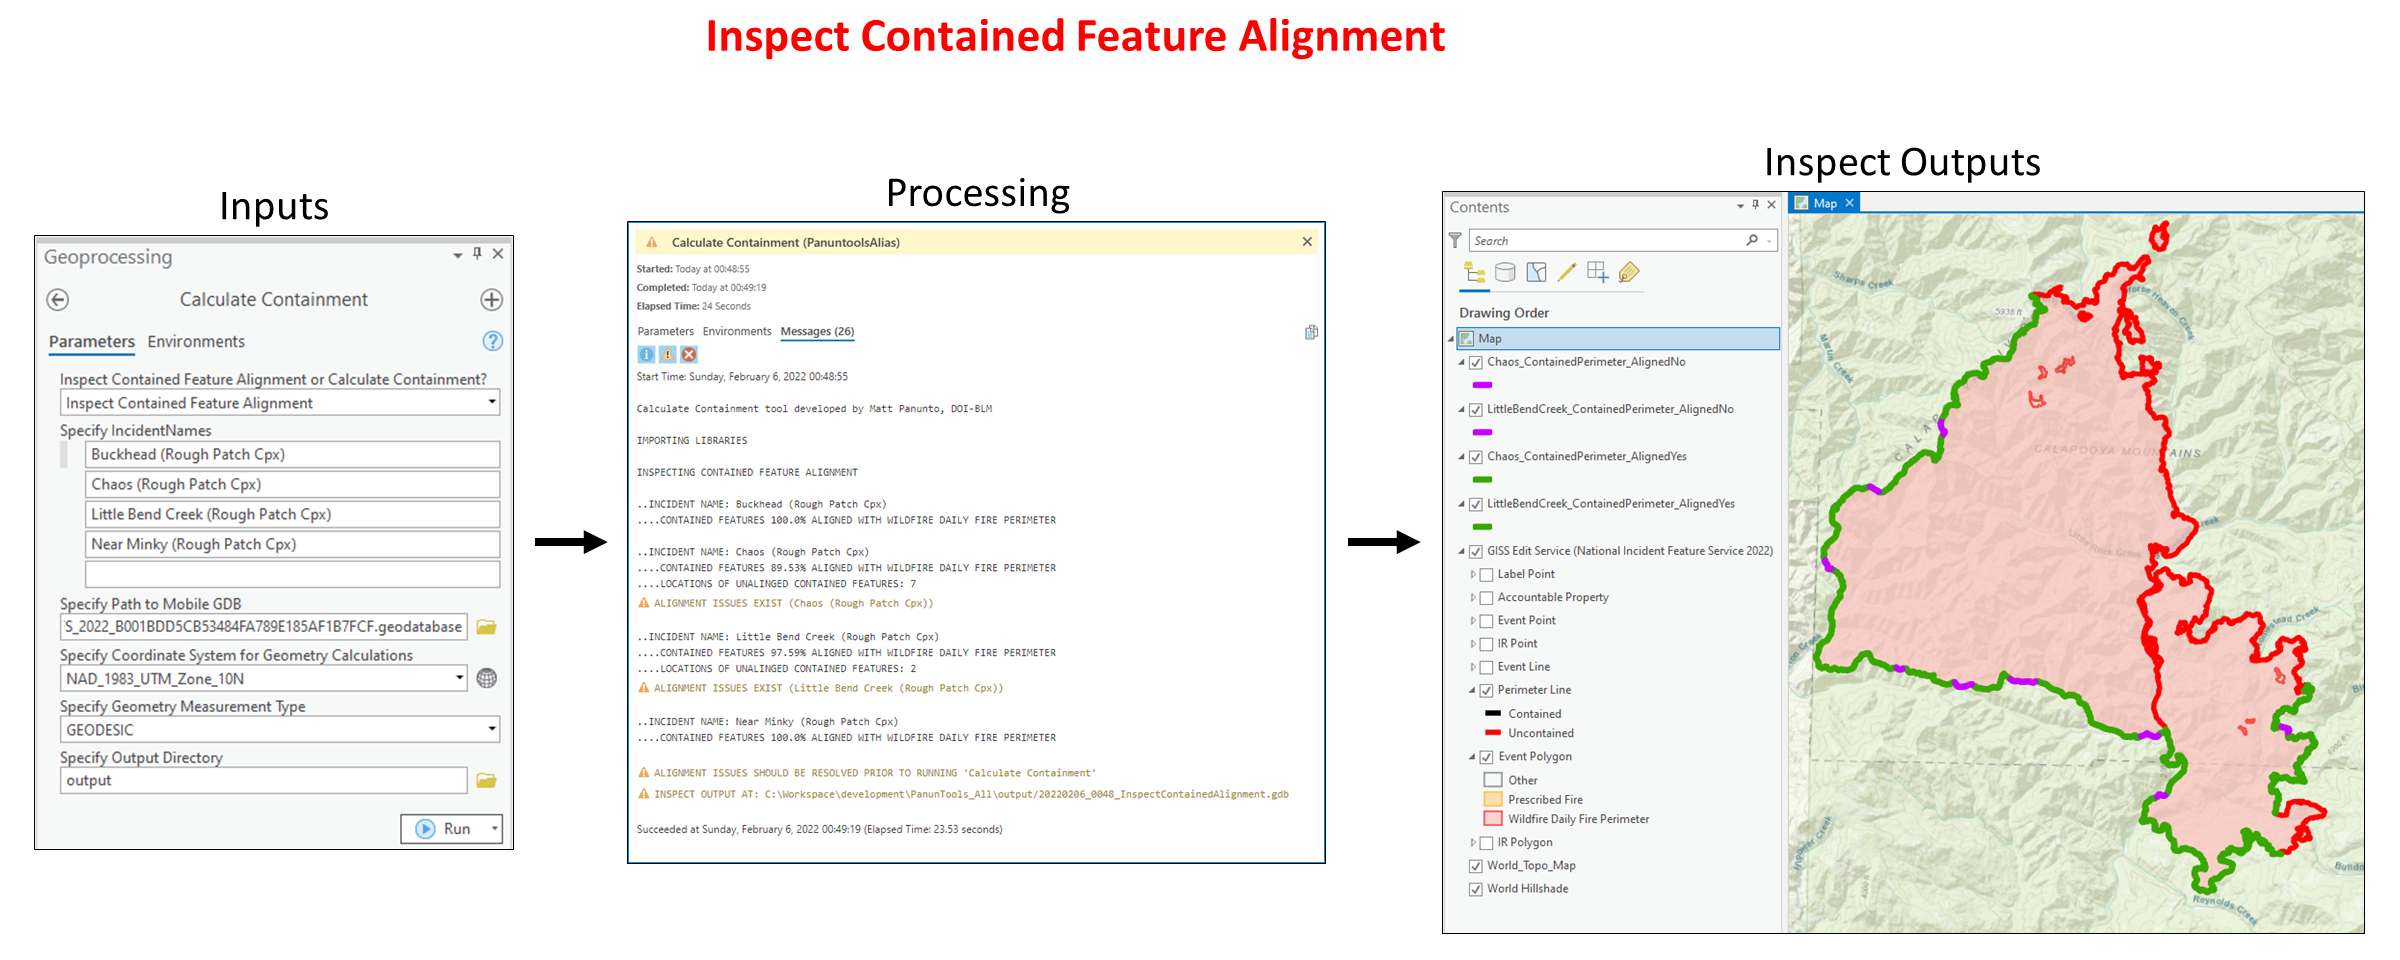 Inspect Contained Feature Alignment
Inputs
Geoprocessing
Calculate Containment
Parameters Environments
Inspect Contained Feature Alignment or Calculate Containment?
Inspect Contained Feature Alignment
Specify IncidentNames
Buckhead (Rough Patch Cpx)
Chaos (Rough Patch Cpx)
Little Bend Creek (Rough Patch Cpx)
Near Minky (Rough Patch Cpx)
Specify Path to Mobile GDB
S_2022_B001BDD5CB53484FA789E185AF1B7FCF.geodatabase
Specify Coordinate System for Geometry Calculations
NAD_1983_UTM_Zone_10N
Specify Geometry Measurement Type
GEODESIC
Specify Output Directory
output
Run
Processing
Calculate Containment (PanuntoolsAlias)
Started: Today at 00:48:55
Completed: Today at 00:49:19
Elapsed Time: 24 Seconds
Parameters Environments Messages (26)
Start Time: Sunday, February 6, 2022 00:48:55
Calculate Containment tool developed by Matt Panunto, DOI-BLM
IMPORTING LIBRARIES
INSPECTING CONTAINED FEATURE ALIGNMENT
..INCIDENT NAME: Buckhead (Rough Patch Cpx)
....CONTAINED FEATURES 100.0% ALIGNED WITH WILDFIRE DAILY FIRE PERIMETER
..INCIDENT NAME: Chaos (Rough Patch Cpx)
....CONTAINED FEATURES 89.53% ALIGNED WITH WILDFIRE DAILY FIRE PERIMETER
....LOCATIONS OF UNALINGED CONTAINED FEATURES: 7
ALIGNMENT ISSUES EXIST (Chaos (Rough Patch Cpx))
..INCIDENT NAME: Little Bend Creek (Rough Patch Cpx)
....CONTAINED FEATURES 97.59% ALIGNED WITH WILDFIRE DAILY FIRE PERIMETER
....LOCATIONS OF UNALINGED CONTAINED FEATURES: 2
ALIGNMENT ISSUES EXIST (Little Bend Creek (Rough Patch Cpx))
..INCIDENT NAME: Near Minky (Rough Patch Cpx)
....CONTAINED FEATURES 100.0% ALIGNED WITH WILDFIRE DAILY FIRE PERIMETER
ALIGNMENT ISSUES SHOULD BE RESOLVED PRIOR TO RUNNING 'Calculate Containment'
INSPECT OUTPUT AT: C:\Workspace\development\PanunTools_All\output/20220206_0048_InspectContainedAlignment.gdb
Succeeded at Sunday, February 6, 2022 00:49:19 (Elapsed Time: 23.53 seconds)
Inspect Outputs
Contents
Search
Drawing Order
Map
Chaos_ContainedPerimeter_AlignedNo
LittleBendCreek_ContainedPerimeter_AlignedNo
Chaos_ContainedPerimeter_AlignedYes
LittleBendCreek_ContainedPerimeter_AlignedYes
GISS Edit Service (National Incident Feature Service 2022)
Label Point
Accountable Property
Event Point
IR Point
Event Line
Perimeter Line
Contained
Uncontained
Event Polygon
Other
Prescribed Fire
Wildfire Daily Fire Perimeter
IR Polygon
World_Topo_Map
World Hillshade
Map
Sharps Creek
Heaven Creek
5938 ft
Martin Creek
CALAPOOYA MOUNTAINS
Little Rock Creek
Creek
4000 ft
4000 ft
Reynolds Creek